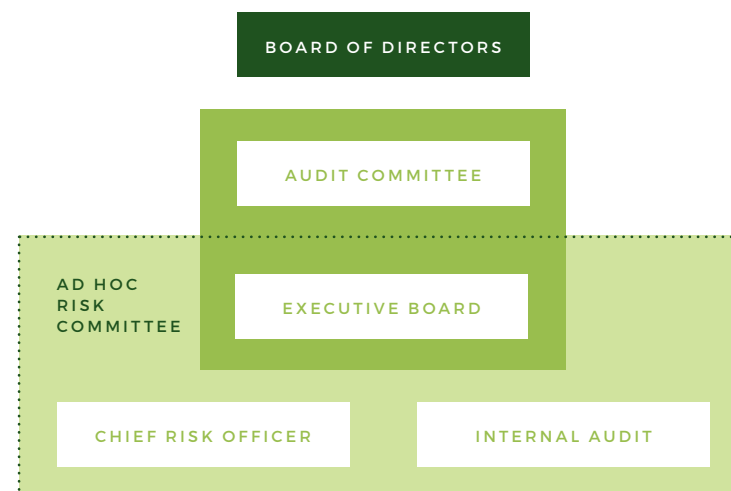 BOARD OF DIRECTORS
AUDIT COMMITTEE
AD HOC
RISK
COMMITTEE
EXECUTIVE BOARD
CHIEF RISK OFFICER
INTERNAL AUDIT